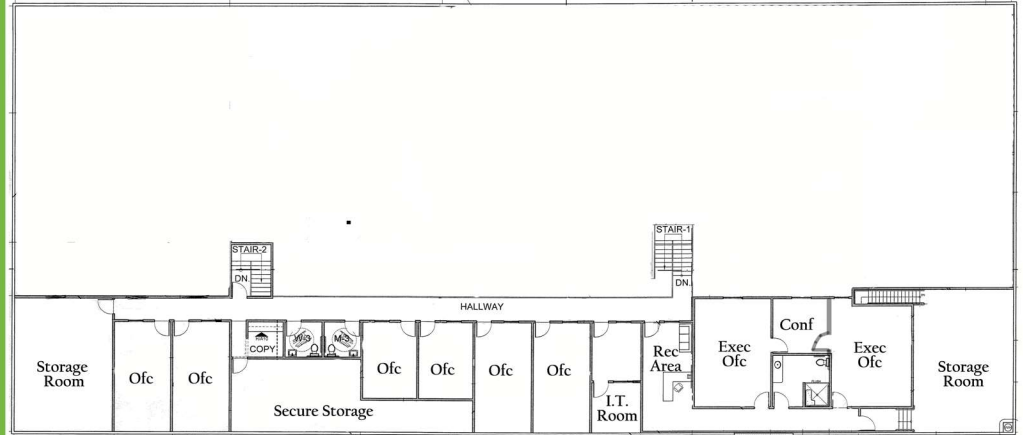 STAIR-2
DN.
STAIR-1
DN.
HALLWAY
Storage
Room
Ofc
Ofc
COPY
W-3
M-3
Secure Storage
Ofc
Ofc
Ofc
Ofc
I.T.
Room
Rec
Area
Exec
Ofc
Conf
Exec
Ofc
Storage
Room